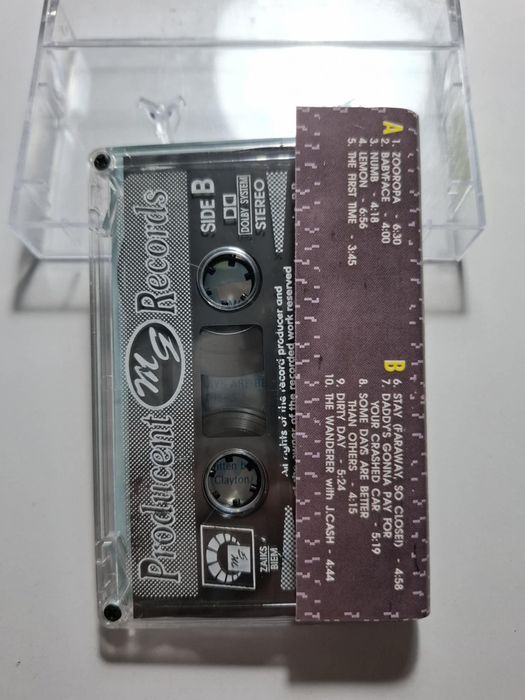 A 1. ZOOROPA - 6:30
2. BABYFACE - 4:00
3. NUMB - 4:18
4. LEMON - 6:56
5. THE FIRST TIME - 3:45
B 6. STAY (FARAWAY, SO CLOSE!) - 4:58
7. DADDY'S GONNA PAY FOR
YOUR CRASHED CAR - 5:19
8. SOME DAYS ARE BETTER
THAN OTHERS - 4:15
9. DIRTY DAY - 5:24
10. THE WANDERER with J.CASH - 4:44
All rights of the record producer and
owner of the recorded work reserved
SIDE B
DOLBY SYSTEM
STEREO
ZAIKS
BIEM
Clayton
Producent MS Records